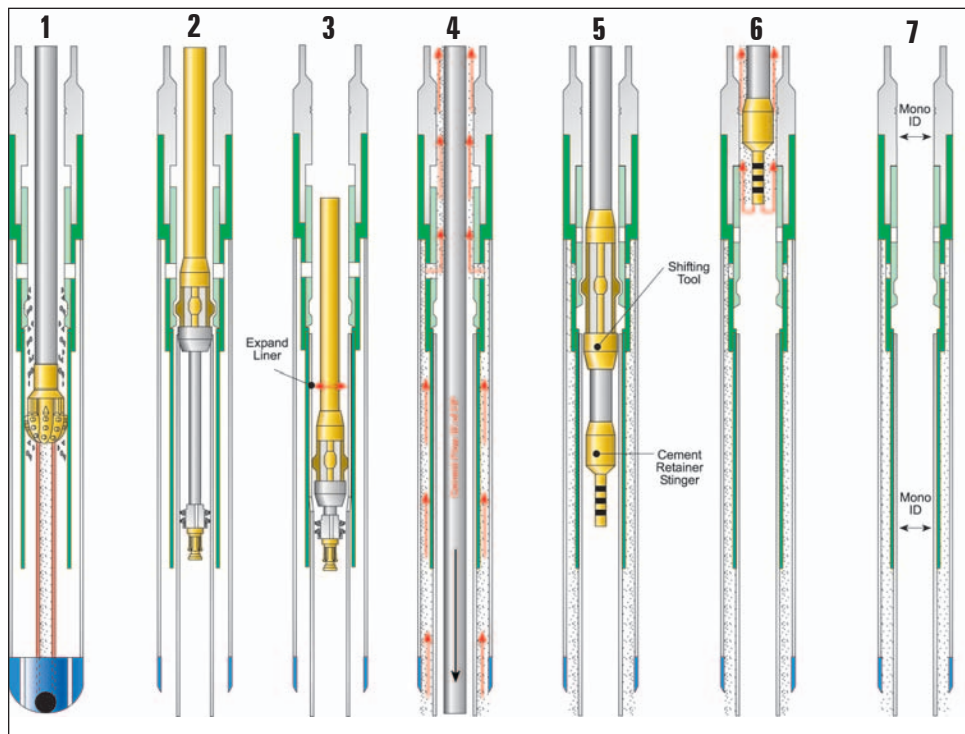 1 2 3 4 5 6 7
Mono
ID
Shifting
Tool
Expand
Liner
Cement
Retainer
Stinger
Mono
ID